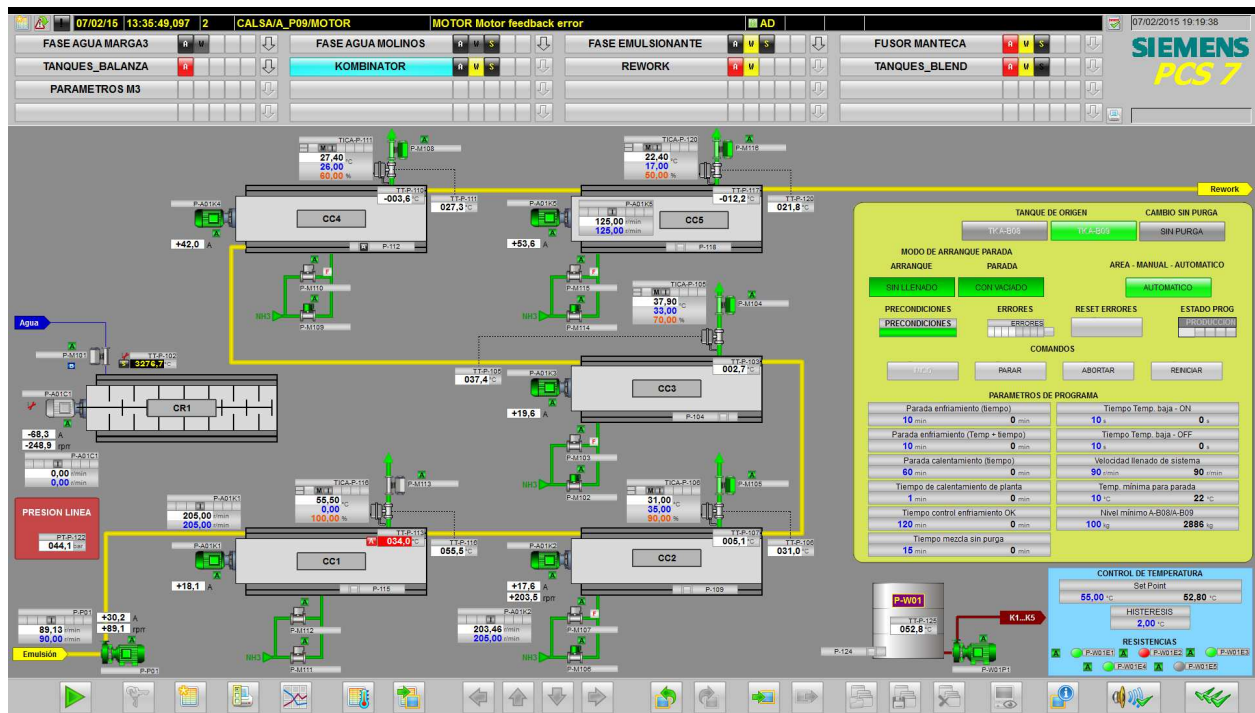 07/02/15 13:35:49,097 2 CALSA/A_P09/MOTOR MOTOR Motor feedback error AD
07/02/2015 19:19:38
FASE AGUA MARGA3 A W FASE AGUA MOLINOS A W S FASE EMULSIONANTE A W S FUSOR MANTECA A W S
TANQUES_BALANZA A KOMBINATOR A W S REWORK A W TANQUES_BLEND A W S
PARAMETROS M3
SIEMENS
PCS 7
TICA-P-111
M I
27,40 °C
26,00
60,00 %
P-M108
TT-P-110
-003,6 °C
TT-P-111
027,3 °C
P-A01K4
+42,0 A
CC4
P-112
P-M110
P-M109
NH3
TICA-P-120
M I
22,40 °C
17,00
50,00 %
P-M116
TT-P-117
-012,2 °C
TT-P-120
021,8 °C
P-A01K5
+53,6 A
P-A01K5
I
125,00 r/min
125,00 r/min
CC5
P-118
F
P-M115
P-M114
NH3
Rework
TICA-P-105
M I
37,90 °C
33,00
70,00 %
P-M104
TT-P-103
002,7 °C
TT-P-105
037,4 °C
P-A01K3
+19,6 A
CC3
P-104
F
P-M103
P-M102
NH3
Agua
P-M101
TT-P-102
3276,7 °C
P-A01C1
CR1
-68,3 A
-248,9 rpm
P-A01C1
I
0,00 r/min
0,00 r/min
PRESION LINEA
PT-P-122
044,1 bar
TICA-P-116
M I
55,50 °C
0,00
100,00 %
P-M113
TT-P-113
034,0 °C
TT-P-116
055,5 °C
P-A01K1
I
205,00 r/min
205,00 r/min
P-A01K1
+18,1 A
CC1
P-115
P-M112
P-M111
NH3
TICA-P-106
M I
31,00 °C
35,00
90,00 %
P-M105
TT-P-107
005,1 °C
TT-P-106
031,0 °C
P-A01K2
+17,6 A
+203,5 rpm
P-A01K2
I
203,46 r/min
205,00 r/min
CC2
P-109
F
P-M107
P-M106
NH3
P-P01
I
89,13 r/min
90,00 r/min
+30,2 A
+89,1 rpm
Emulsión
P-P01
TANQUE DE ORIGEN CAMBIO SIN PURGA
TKA-B08 TKA-B09 SIN PURGA
MODO DE ARRANQUE PARADA
ARRANQUE PARADA AREA - MANUAL - AUTOMATICO
SIN LLENADO CON VACIADO AUTOMATICO
PRECONDICIONES ERRORES RESET ERRORES ESTADO PROG
PRECONDICIONES ERRORES PRODUCCION
COMANDOS
PARAR ABORTAR REINICIAR
PARAMETROS DE PROGRAMA
Parada enfriamiento (tiempo) Tiempo Temp. baja - ON
10 min 0 min 10 s 0 s
Parada enfriamiento (Temp + tiempo) Tiempo Temp. baja - OFF
10 min 0 min 10 s 0 s
Parada calentamiento (tiempo) Velocidad llenado de sistema
60 min 0 min 90 r/min 90 r/min
Tiempo de calentamiento de planta Temp. mínima para parada
1 min 0 min 10 °C 22 °C
Tiempo control enfriamiento OK Nivel mínimo A-B08/A-B09
120 min 0 min 100 kg 2886 kg
Tiempo mezcla sin purga
15 min 0 min
P-W01
TT-P-125
052,8 °C
P-124
K1...K5
P-W01P1
CONTROL DE TEMPERATURA
Set Point
55,00 °C 52,80 °C
HISTERESIS
2,00 °C
RESISTENCIAS
P-W01E1 P-W01E2 P-W01E3
P-W01E4 P-W01E5